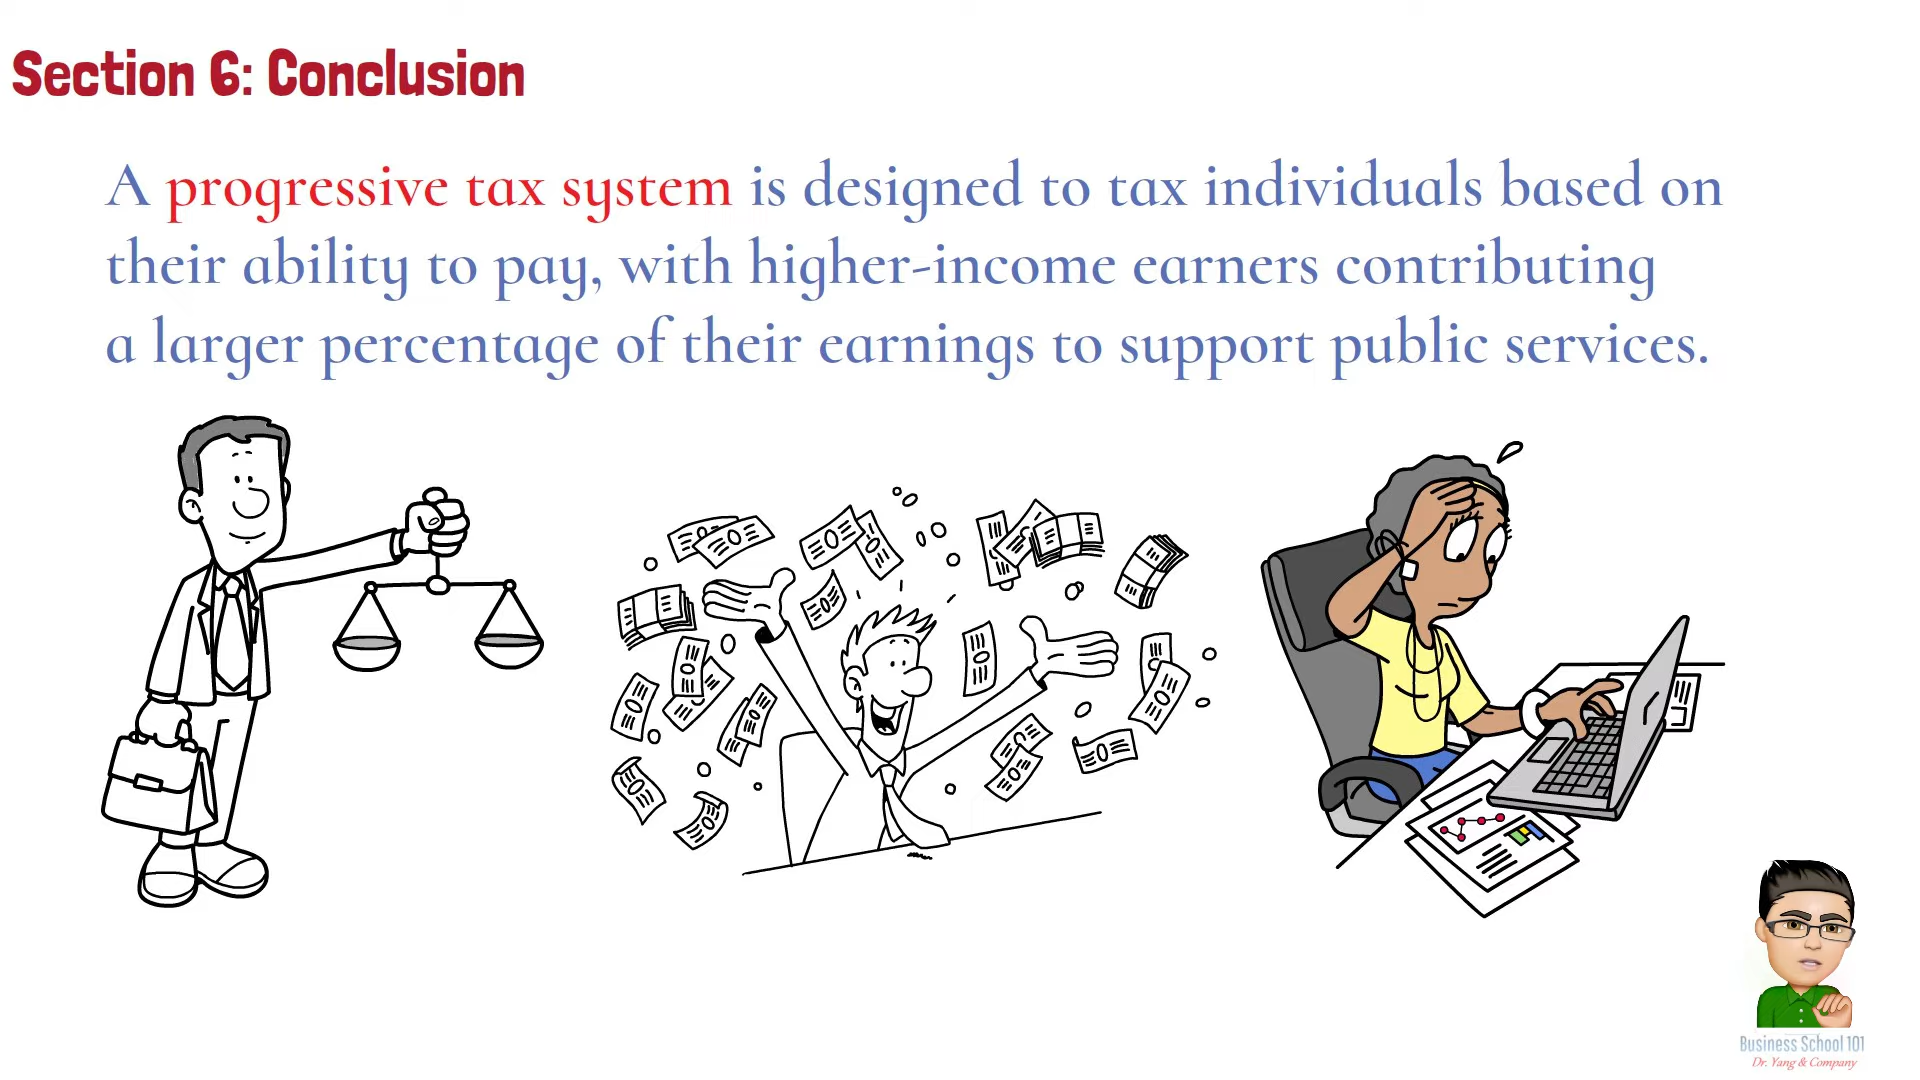 Section 6: Conclusion
A progressive tax system is designed to tax individuals based on
their ability to pay, with higher-income earners contributing
a larger percentage of their earnings to support public services.
Business School 101
Dr. Yang & Company